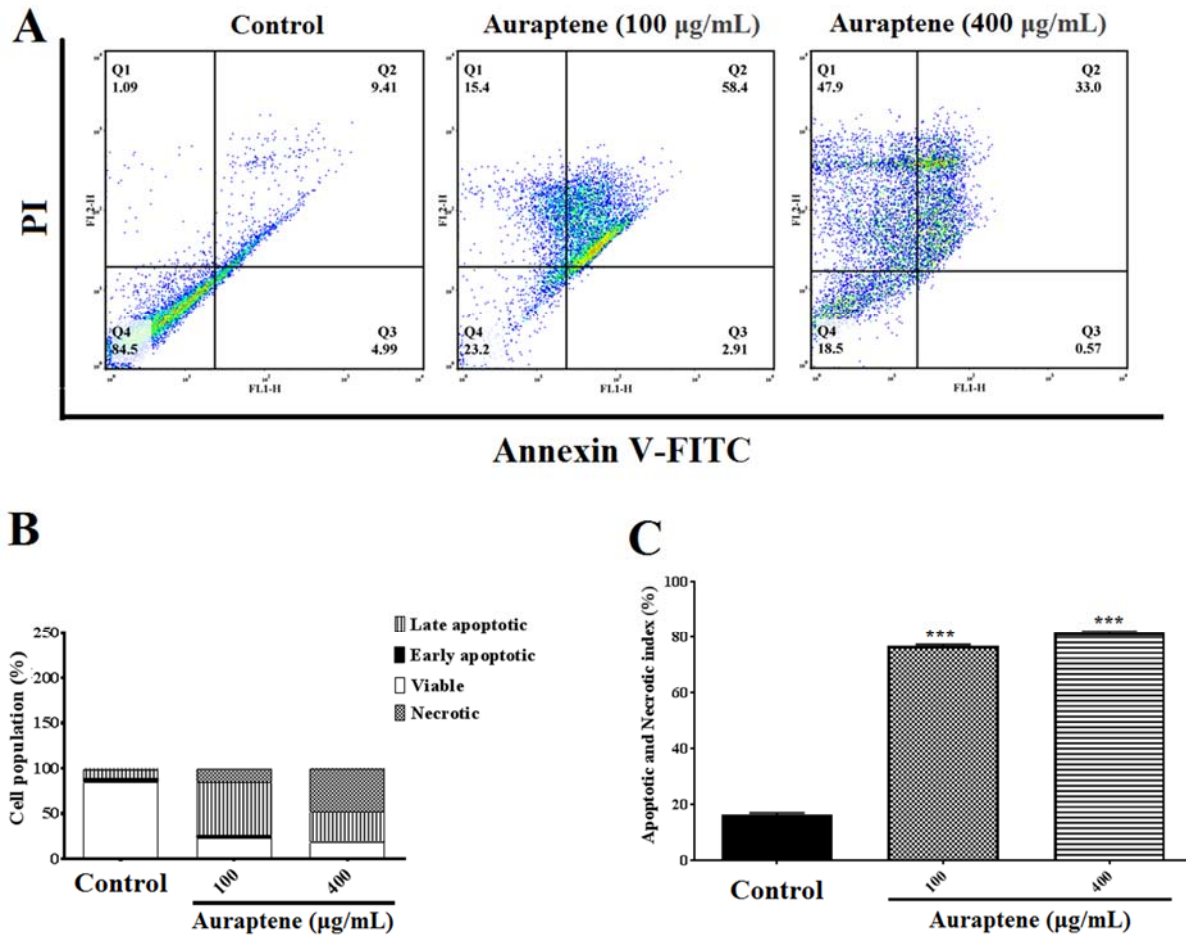 A
Control
Auraptene (100 µg/mL)
Auraptene (400 µg/mL)
PI
Q1
1.09
Q2
9.41
Q4
84.5
Q3
4.99
FL2-H
FL1-H
Q1
15.4
Q2
58.4
Q4
23.2
Q3
2.91
FL2-H
FL1-H
Q1
47.9
Q2
33.0
Q4
18.5
Q3
0.57
FL2-H
FL1-H
Annexin V-FITC
B
Cell population (%)
250
200
150
100
50
0
Late apoptotic
Early apoptotic
Viable
Necrotic
Control
100
400
Auraptene (µg/mL)
C
Apoptotic and Necrotic index (%)
100
80
60
40
20
0
***
***
Control
100
400
Auraptene (µg/mL)